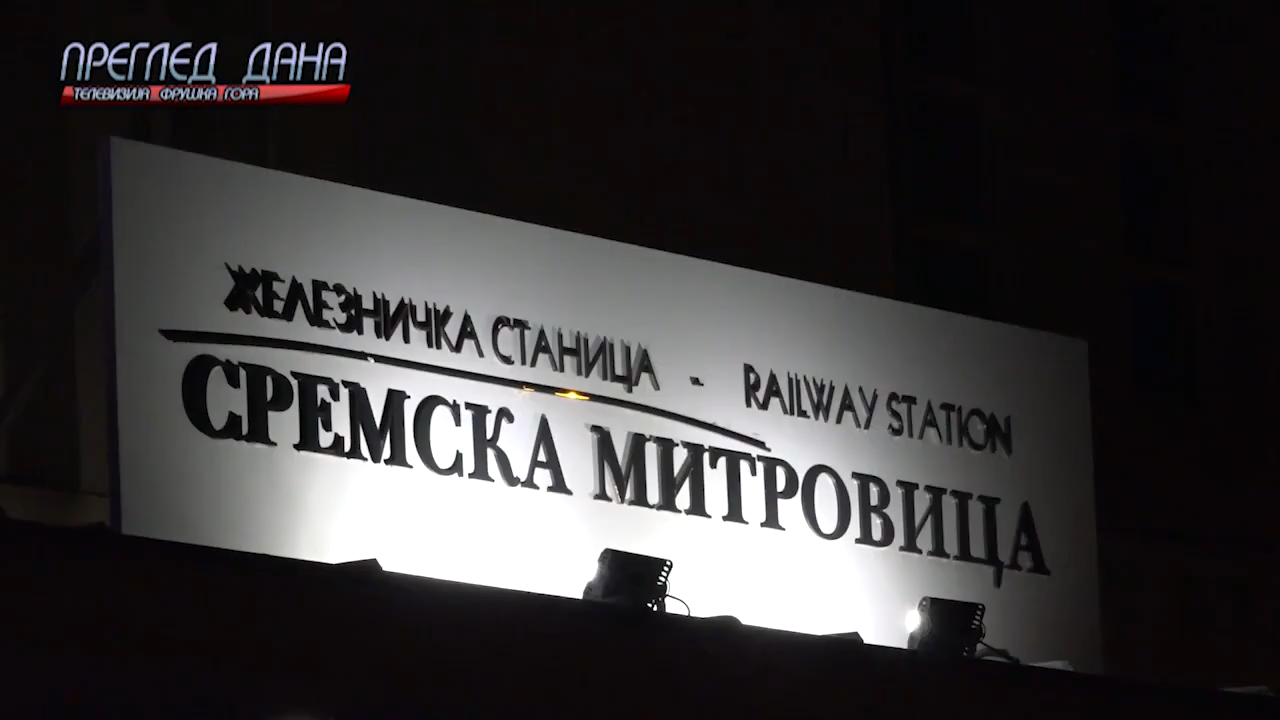 ПРЕГЛЕД ДАНА
ТЕЛЕВИЗИЈА ФРУШКА ГОРА
ЖЕЛЕЗНИЧКА СТАНИЦА - RAILWAY STATION
СРЕМСКА МИТРОВИЦА